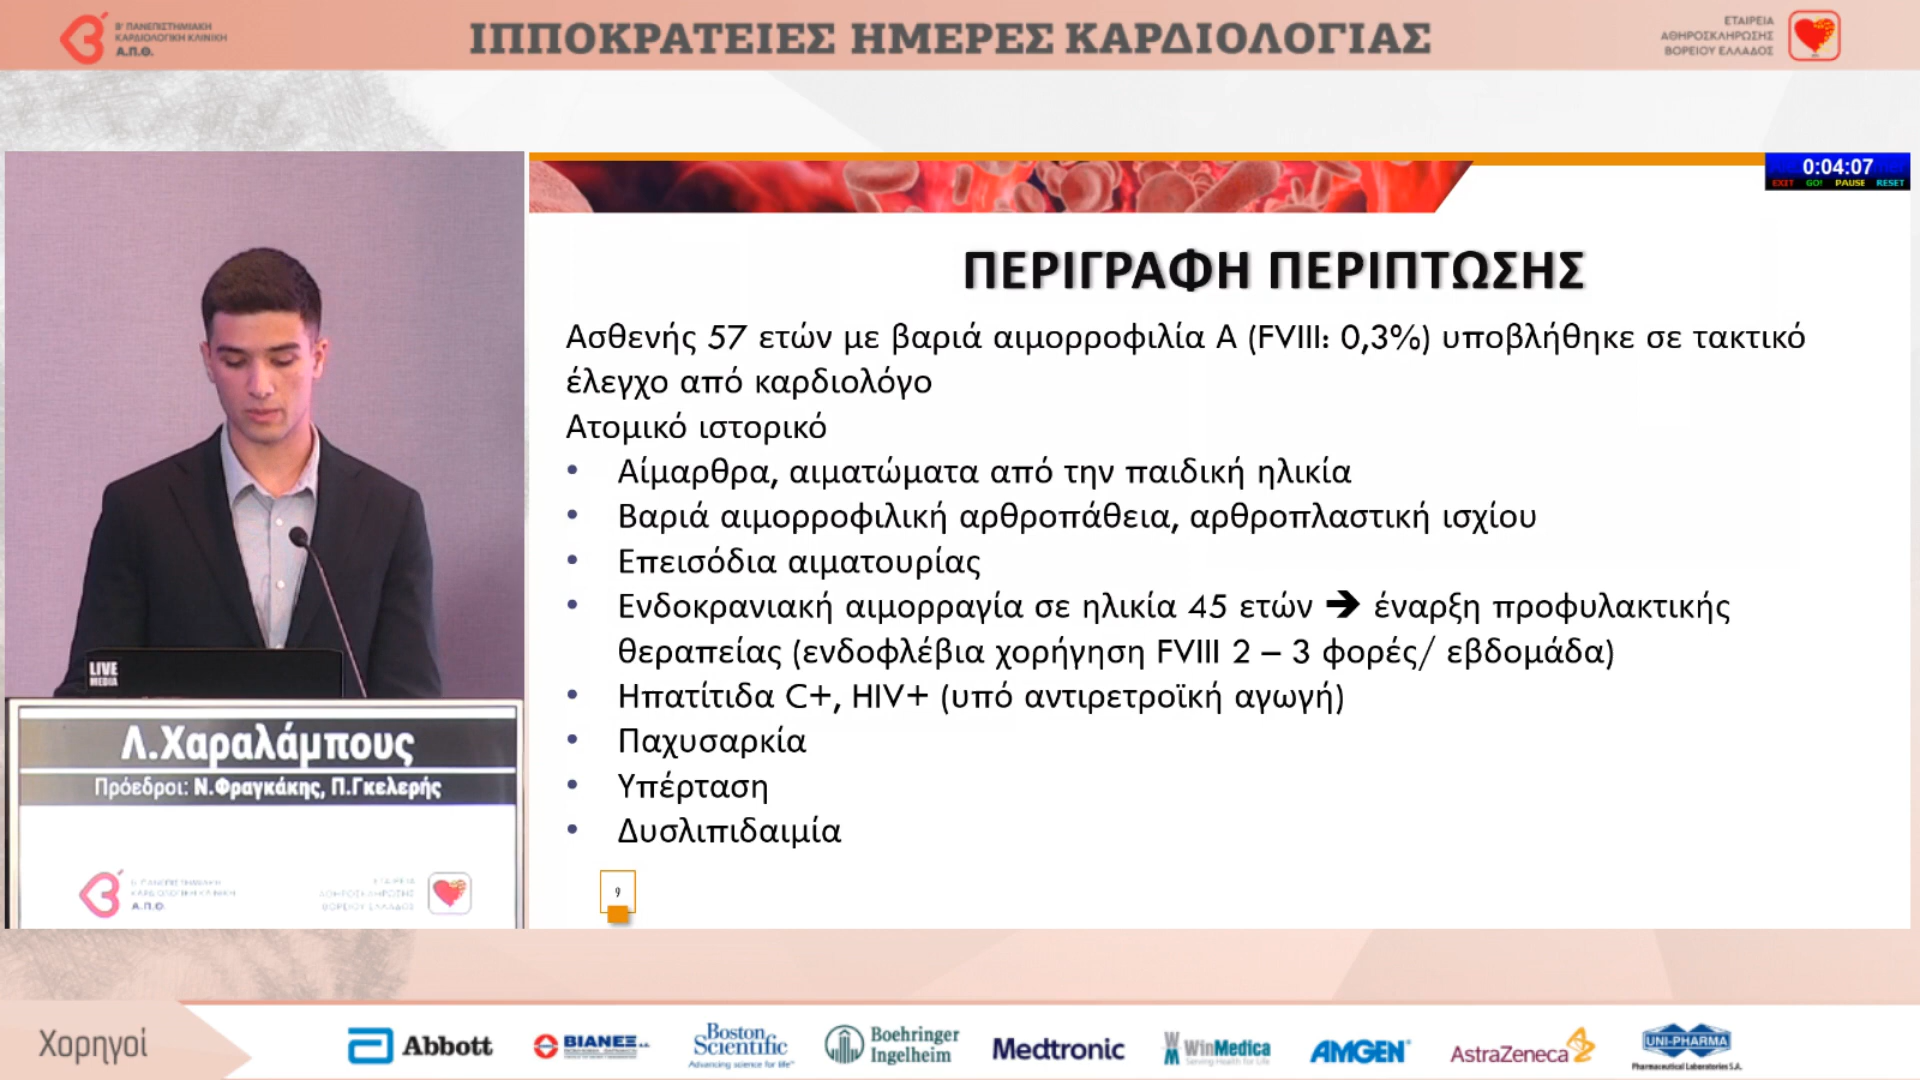 Β' ΠΑΝΕΠΙΣΤΗΜΙΑΚΗ
ΚΑΡΔΙΟΛΟΓΙΚΗ ΚΛΙΝΙΚΗ
Α.Π.Θ.
ΙΠΠΟΚΡΑΤΕΙΕΣ ΗΜΕΡΕΣ ΚΑΡΔΙΟΛΟΓΙΑΣ
ΕΤΑΙΡΕΙΑ
ΑΘΗΡΟΣΚΛΗΡΩΣΗΣ
ΒΟΡΕΙΟΥ ΕΛΛΑΔΟΣ
0:04:07
EXIT GO! PAUSE RESET
ΠΕΡΙΓΡΑΦΗ ΠΕΡΙΠΤΩΣΗΣ
Ασθενής 57 ετών με βαριά αιμορροφιλία Α (FVIII: 0,3%) υποβλήθηκε σε τακτικό
έλεγχο από καρδιολόγο
Ατομικό ιστορικό
• Αίμαρθρα, αιματώματα από την παιδική ηλικία
• Βαριά αιμορροφιλική αρθροπάθεια, αρθροπλαστική ισχίου
• Επεισόδια αιματουρίας
• Ενδοκρανιακή αιμορραγία σε ηλικία 45 ετών ➔ έναρξη προφυλακτικής
θεραπείας (ενδοφλέβια χορήγηση FVIII 2 – 3 φορές/ εβδομάδα)
• Ηπατίτιδα C+, HIV+ (υπό αντιρετροϊκή αγωγή)
• Παχυσαρκία
• Υπέρταση
• Δυσλιπιδαιμία
9
LIVE
MEDIA
Λ.Χαραλάμπους
Πρόεδροι: Ν.Φραγκάκης, Π.Γκελερής
Β' ΠΑΝΕΠΙΣΤΗΜΙΑΚΗ
ΚΑΡΔΙΟΛΟΓΙΚΗ ΚΛΙΝΙΚΗ
Α.Π.Θ.
ΕΤΑΙΡΕΙΑ
ΑΘΗΡΟΣΚΛΗΡΩΣΗΣ
ΒΟΡΕΙΟΥ ΕΛΛΑΔΟΣ
Χορηγοί
Abbott
ΒΙΑΝΕΞ Α.Ε.
Boston
Scientific
Advancing science for life™
Boehringer
Ingelheim
Medtronic
WinMedica
Serving Health for Life
AMGEN®
AstraZeneca
UNI-PHARMA
Pharmaceutical Laboratories S.A.